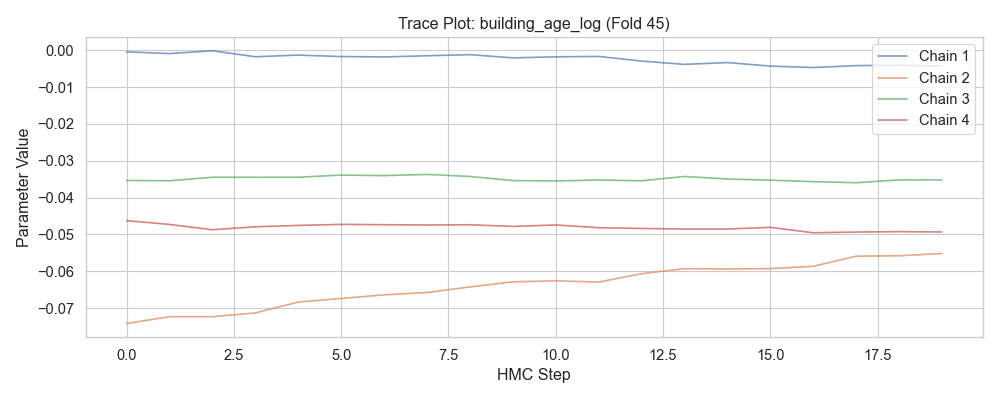 Trace Plot: building_age_log (Fold 45)
Parameter Value
0.00
−0.01
−0.02
−0.03
−0.04
−0.05
−0.06
−0.07
Chain 1
Chain 2
Chain 3
Chain 4
0.0 2.5 5.0 7.5 10.0 12.5 15.0 17.5
HMC Step